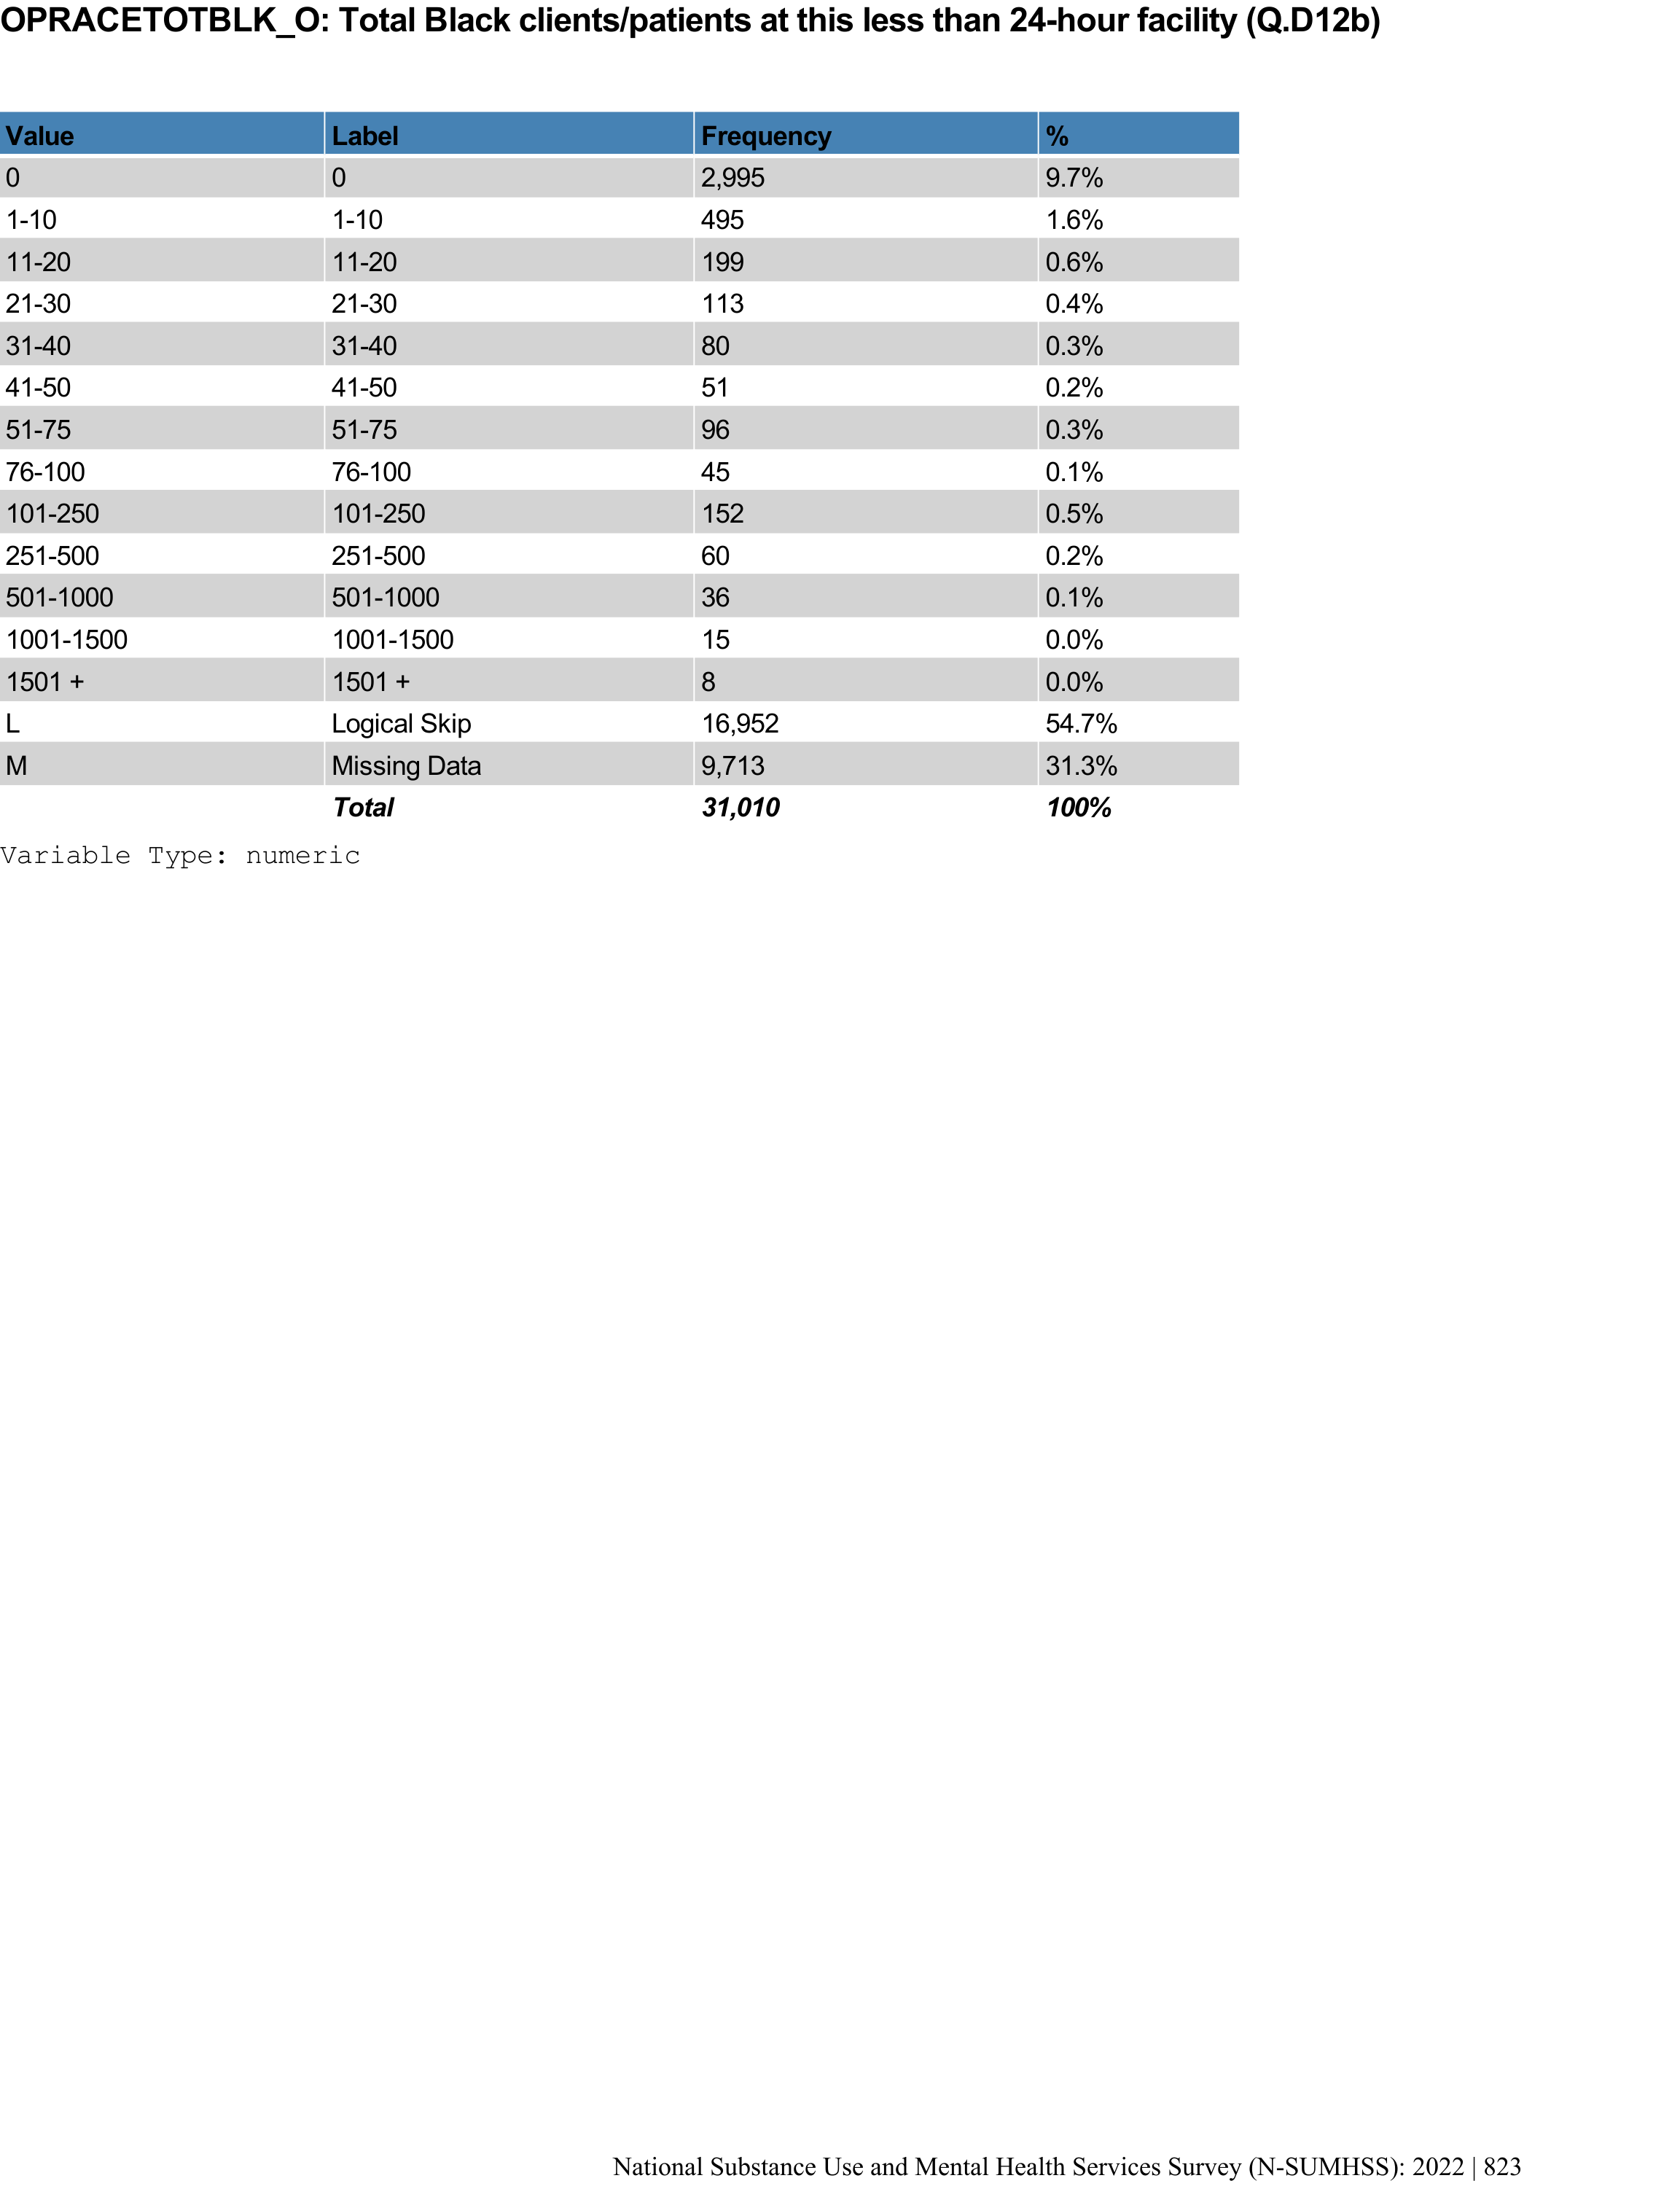 OPRACETOTBLK_O: Total Black clients/patients at this less than 24-hour facility (Q.D12b)
Value Label Frequency %
0 0 2,995 9.7%
1-10 1-10 495 1.6%
11-20 11-20 199 0.6%
21-30 21-30 113 0.4%
31-40 31-40 80 0.3%
41-50 41-50 51 0.2%
51-75 51-75 96 0.3%
76-100 76-100 45 0.1%
101-250 101-250 152 0.5%
251-500 251-500 60 0.2%
501-1000 501-1000 36 0.1%
1001-1500 1001-1500 15 0.0%
1501 + 1501 + 8 0.0%
L Logical Skip 16,952 54.7%
M Missing Data 9,713 31.3%
Total 31,010 100%
Variable Type: numeric
National Substance Use and Mental Health Services Survey (N-SUMHSS): 2022 | 823